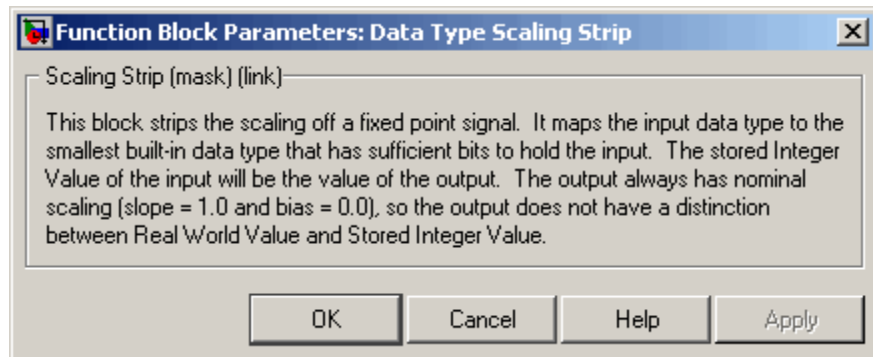 Function Block Parameters: Data Type Scaling Strip
Scaling Strip (mask) (link)
This block strips the scaling off a fixed point signal.  It maps the input data type to the
smallest built-in data type that has sufficient bits to hold the input.  The stored Integer
Value of the input will be the value of the output.  The output always has nominal
scaling (slope = 1.0 and bias = 0.0), so the output does not have a distinction
between Real World Value and Stored Integer Value.
OK
Cancel
Help
Apply